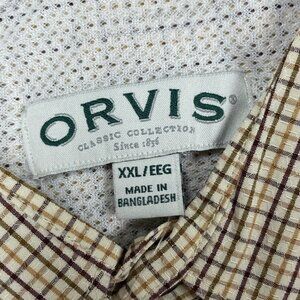 ORVIS®
CLASSIC COLLECTION
Since 1856
XXL/EEG
MADE IN
BANGLADESH